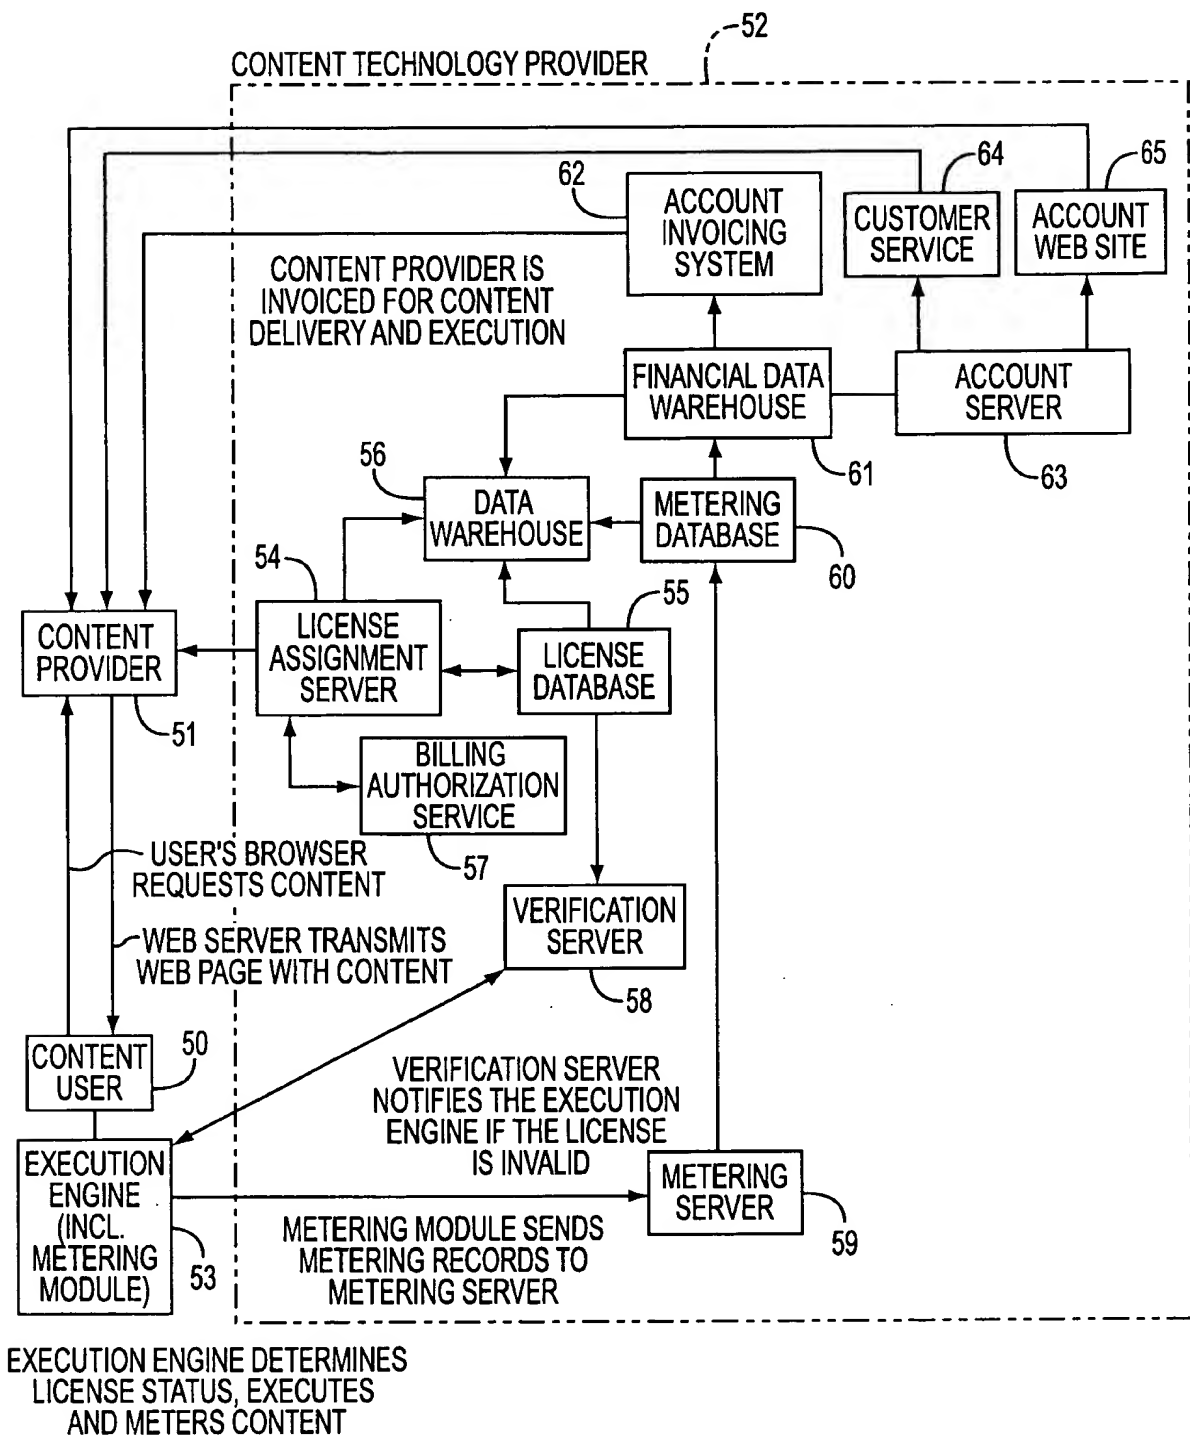 52
CONTENT TECHNOLOGY PROVIDER
62
ACCOUNT
INVOICING
SYSTEM
64
CUSTOMER
SERVICE
65
ACCOUNT
WEB SITE
CONTENT PROVIDER IS
INVOICED FOR CONTENT
DELIVERY AND EXECUTION
FINANCIAL DATA
WAREHOUSE
61
ACCOUNT
SERVER
63
56
DATA
WAREHOUSE
METERING
DATABASE
60
54
LICENSE
ASSIGNMENT
SERVER
55
LICENSE
DATABASE
CONTENT
PROVIDER
51
BILLING
AUTHORIZATION
SERVICE
57
USER'S BROWSER
REQUESTS CONTENT
WEB SERVER TRANSMITS
WEB PAGE WITH CONTENT
VERIFICATION
SERVER
58
CONTENT
USER
50
VERIFICATION SERVER
NOTIFIES THE EXECUTION
ENGINE IF THE LICENSE
IS INVALID
EXECUTION
ENGINE
(INCL.
METERING
MODULE)
53
METERING
SERVER
59
METERING MODULE SENDS
METERING RECORDS TO
METERING SERVER
EXECUTION ENGINE DETERMINES
LICENSE STATUS, EXECUTES
AND METERS CONTENT